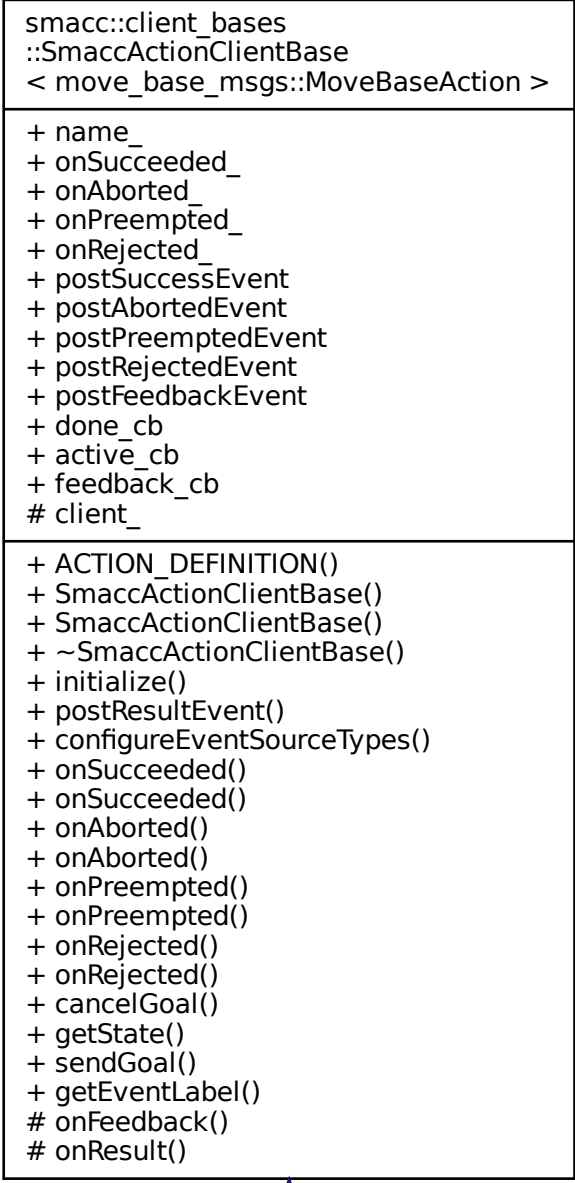 smacc::client_bases
::SmaccActionClientBase
< move_base_msgs::MoveBaseAction >
+ name_
+ onSucceeded_
+ onAborted_
+ onPreempted_
+ onRejected_
+ postSuccessEvent
+ postAbortedEvent
+ postPreemptedEvent
+ postRejectedEvent
+ postFeedbackEvent
+ done_cb
+ active_cb
+ feedback_cb
# client_
+ ACTION_DEFINITION()
+ SmaccActionClientBase()
+ SmaccActionClientBase()
+ ~SmaccActionClientBase()
+ initialize()
+ postResultEvent()
+ configureEventSourceTypes()
+ onSucceeded()
+ onSucceeded()
+ onAborted()
+ onAborted()
+ onPreempted()
+ onPreempted()
+ onRejected()
+ onRejected()
+ cancelGoal()
+ getState()
+ sendGoal()
+ getEventLabel()
# onFeedback()
# onResult()